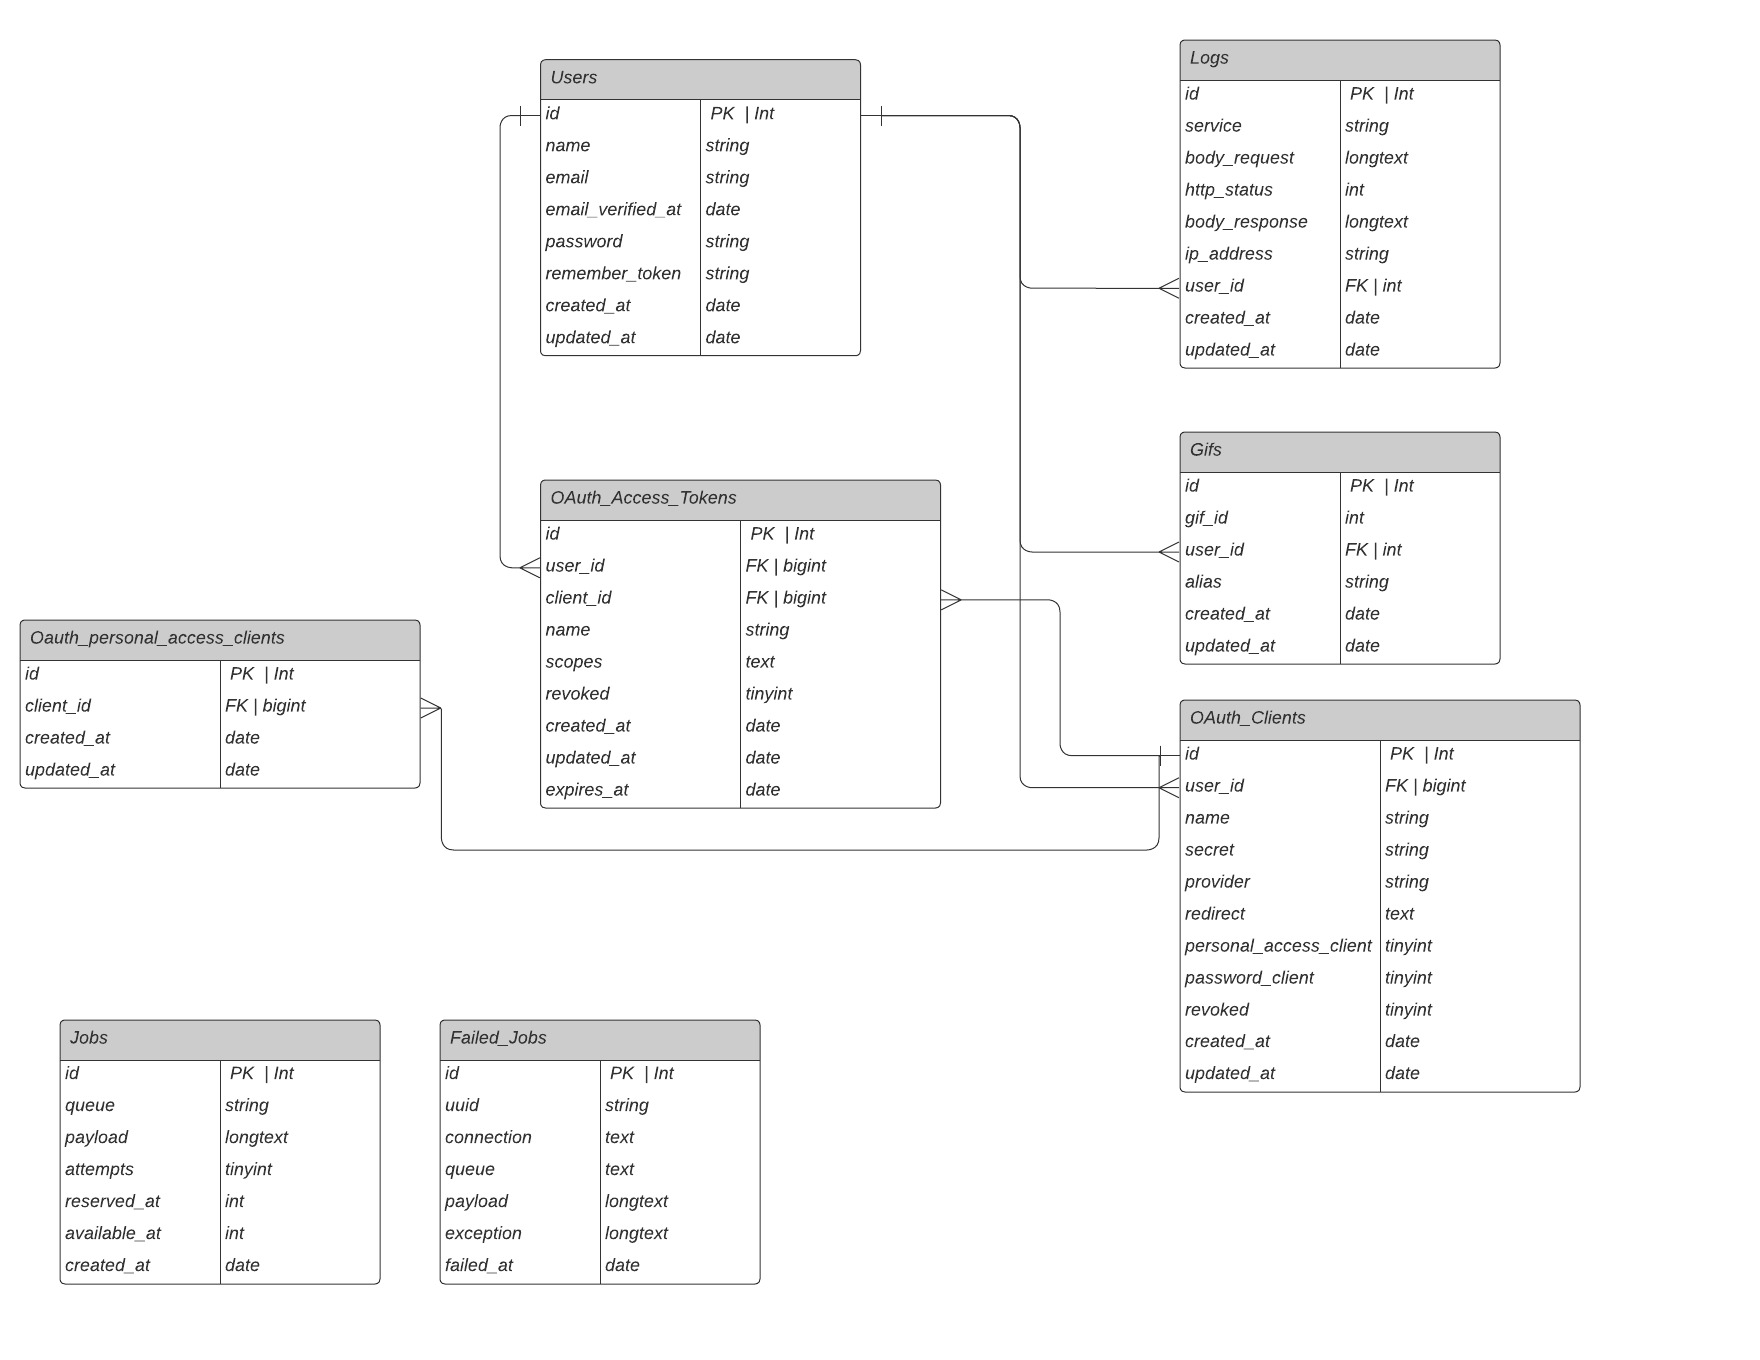 Users
id PK | Int
name string
email string
email_verified_at date
password string
remember_token string
created_at date
updated_at date
Logs
id PK | Int
service string
body_request longtext
http_status int
body_response longtext
ip_address string
user_id FK | int
created_at date
updated_at date
OAuth_Access_Tokens
id PK | Int
user_id FK | bigint
client_id FK | bigint
name string
scopes text
revoked tinyint
created_at date
updated_at date
expires_at date
Gifs
id PK | Int
gif_id int
user_id FK | int
alias string
created_at date
updated_at date
Oauth_personal_access_clients
id PK | Int
client_id FK | bigint
created_at date
updated_at date
OAuth_Clients
id PK | Int
user_id FK | bigint
name string
secret string
provider string
redirect text
personal_access_client tinyint
password_client tinyint
revoked tinyint
created_at date
updated_at date
Jobs
id PK | Int
queue string
payload longtext
attempts tinyint
reserved_at int
available_at int
created_at date
Failed_Jobs
id PK | Int
uuid string
connection text
queue text
payload longtext
exception longtext
failed_at date